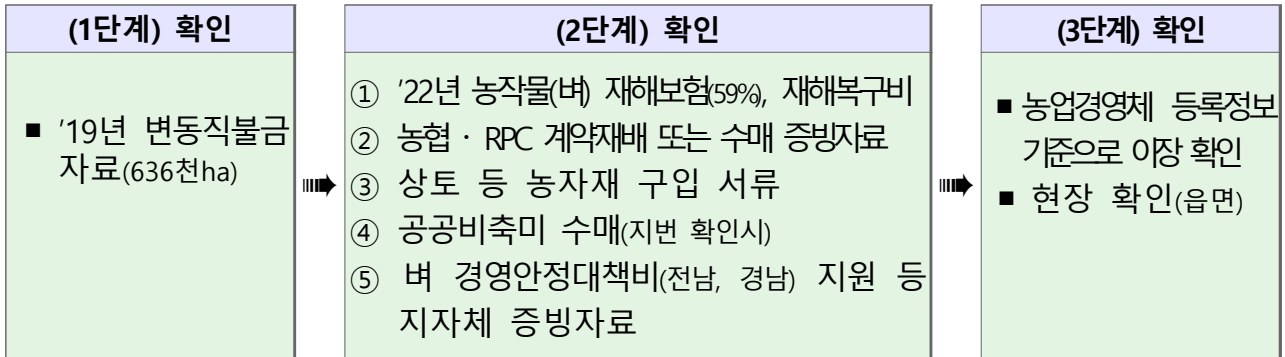 (1단계) 확인
■ '19년 변동직불금
자료(636천ha)
(2단계) 확인
① '22년 농작물(벼) 재해보험(59%), 재해복구비
② 농협 · RPC 계약재배 또는 수매 증빙자료
③ 상토 등 농자재 구입 서류
④ 공공비축미 수매(지번 확인시)
⑤ 벼 경영안정대책비(전남, 경남) 지원 등
지자체 증빙자료
(3단계) 확인
■ 농업경영체 등록정보
기준으로 이장 확인
■ 현장 확인(읍면)